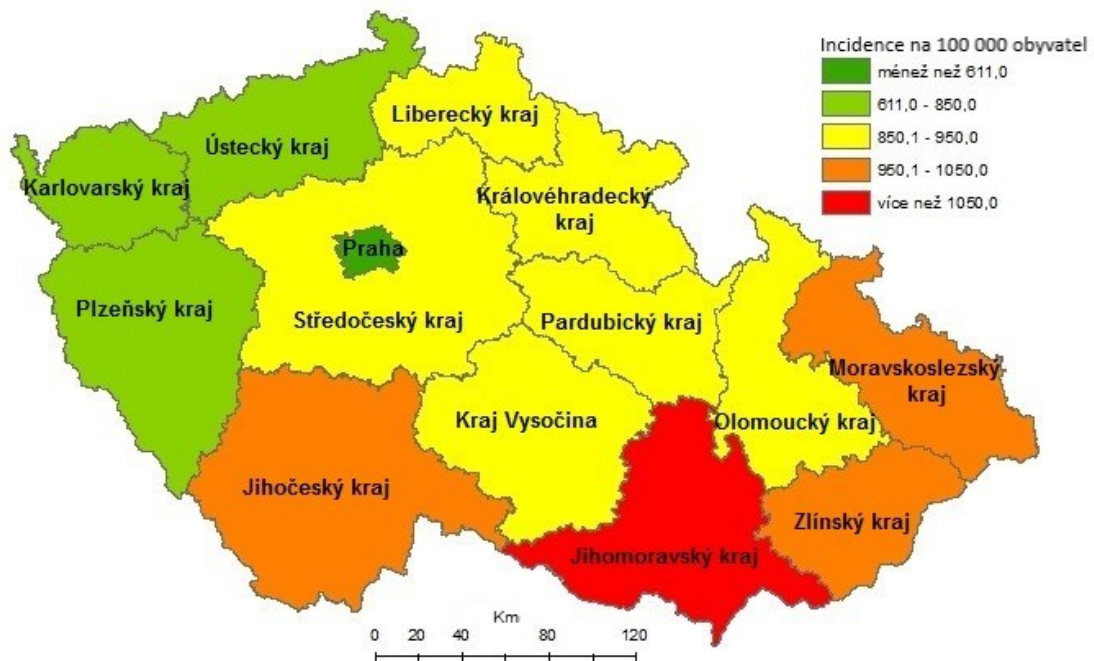 Incidence na 100 000 obyvatel
ménež než 611,0
611,0 - 850,0
850,1 - 950,0
950,1 - 1050,0
více než 1050,0
Liberecký kraj
Ústecký kraj
Karlovarský kraj
Královéhradecký
kraj
Praha
Plzeňský kraj
Středočeský kraj
Pardubický kraj
Moravskoslezský
kraj
Kraj Vysočina
Olomoucký kraj
Jihočeský kraj
Zlínský kraj
Jihomoravský kraj
Km
0 20 40 80 120